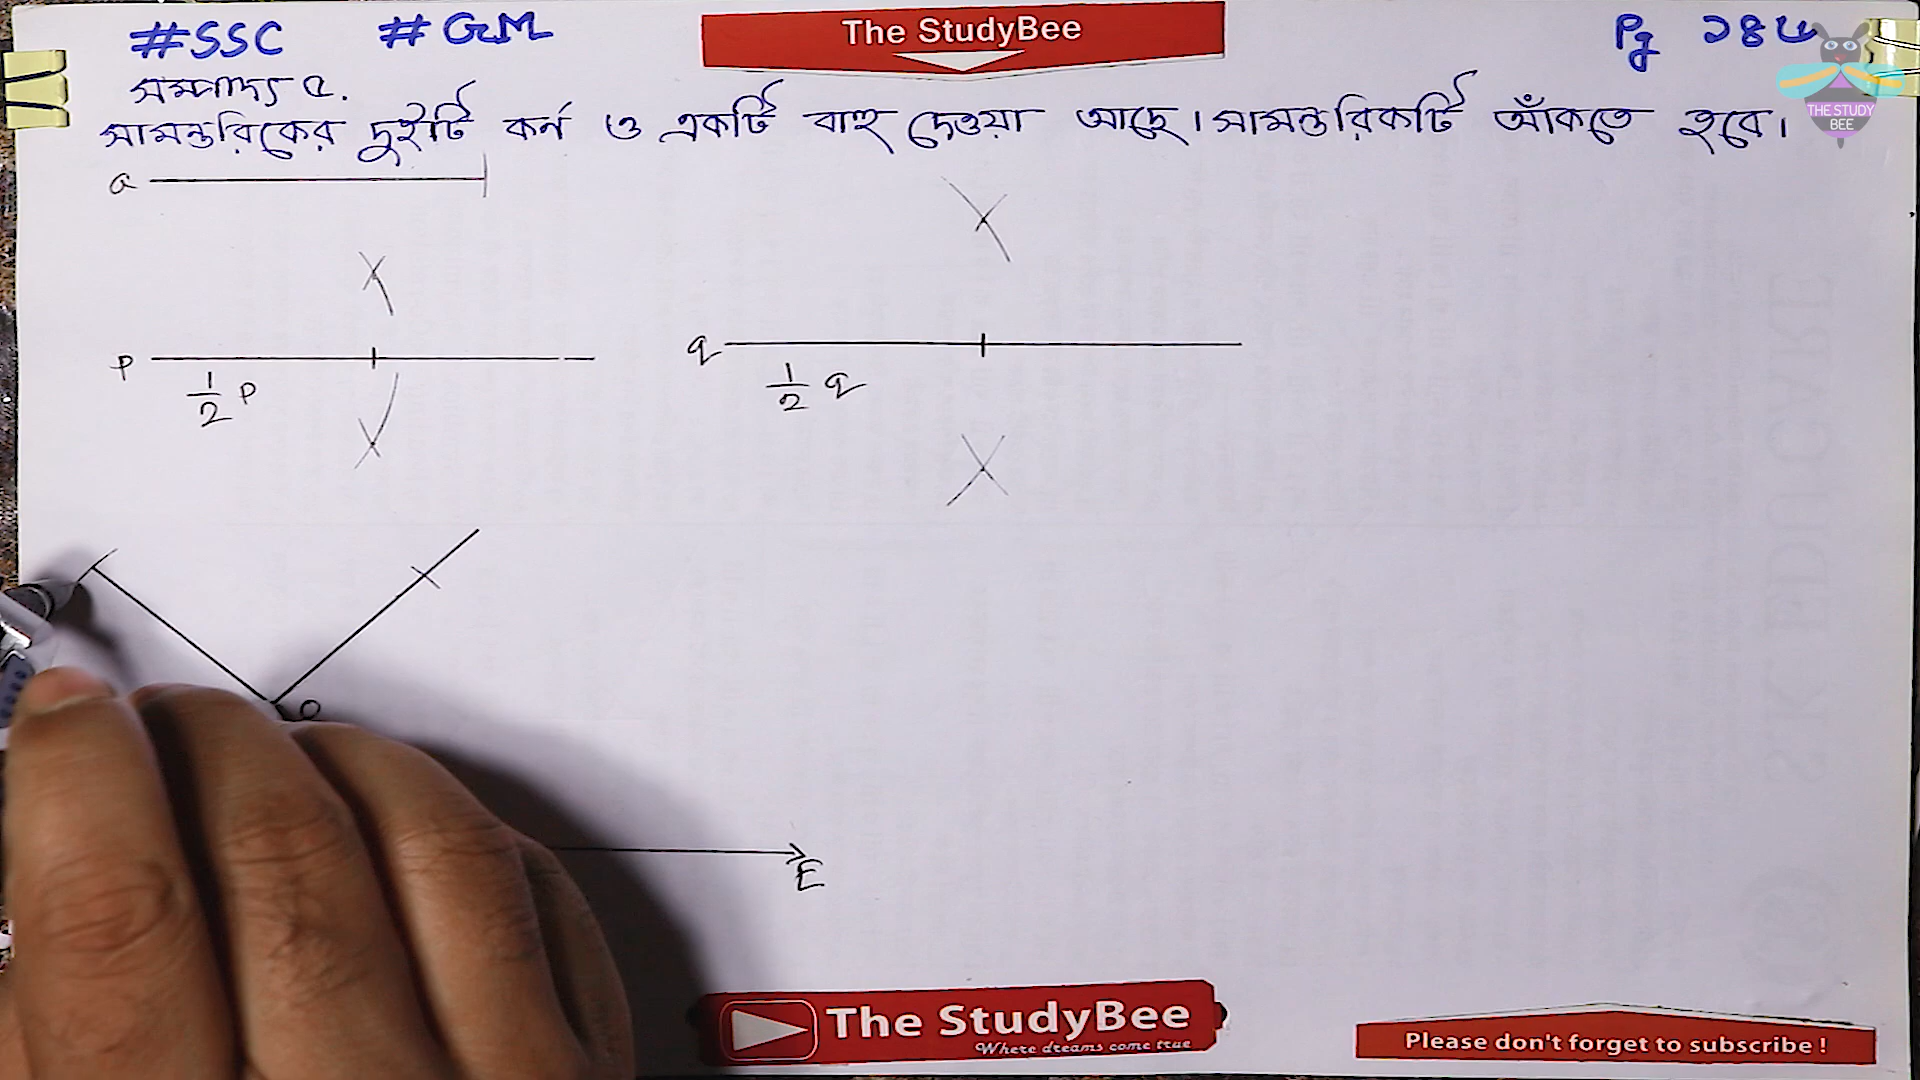 #SSC #GM The StudyBee Pg ১৪৬
সম্পাদ্য ৫.
সামন্তরিকের দুইটি কর্ন ও একটি বাহু দেওয়া আছে। সামন্তরিকটি আঁকতে হবে।
THE STUDY
BEE
a
P
1/2 P
q
1/2 q
O
E
The StudyBee
Where dreams come true
Please don't forget to subscribe !